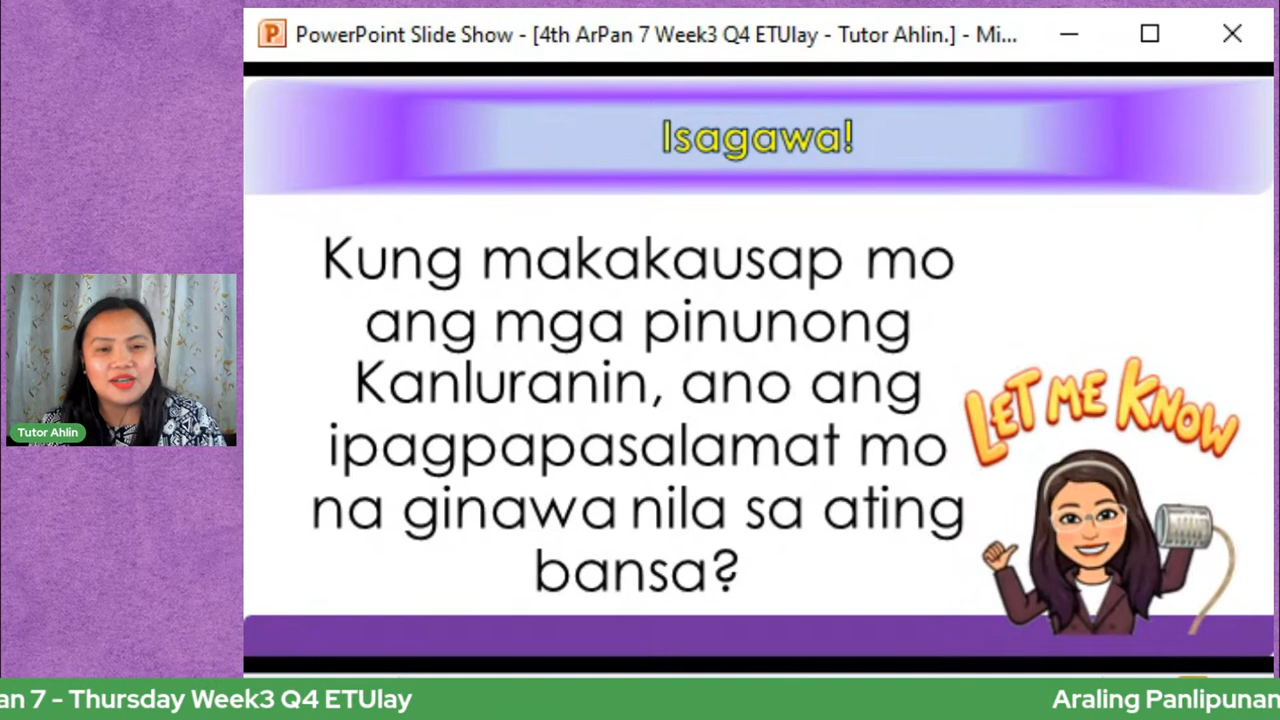 PowerPoint Slide Show - [4th ArPan 7 Week3 Q4 ETUlay - Tutor Ahlin.] - Mi...
Isagawa!
Kung makakausap mo
ang mga pinunong
Kanluranin, ano ang
ipagpapasalamat mo
na ginawa nila sa ating
bansa?
LET ME KNOW
Tutor Ahlin
an 7 - Thursday Week3 Q4 ETUlay
Araling Panlipunan